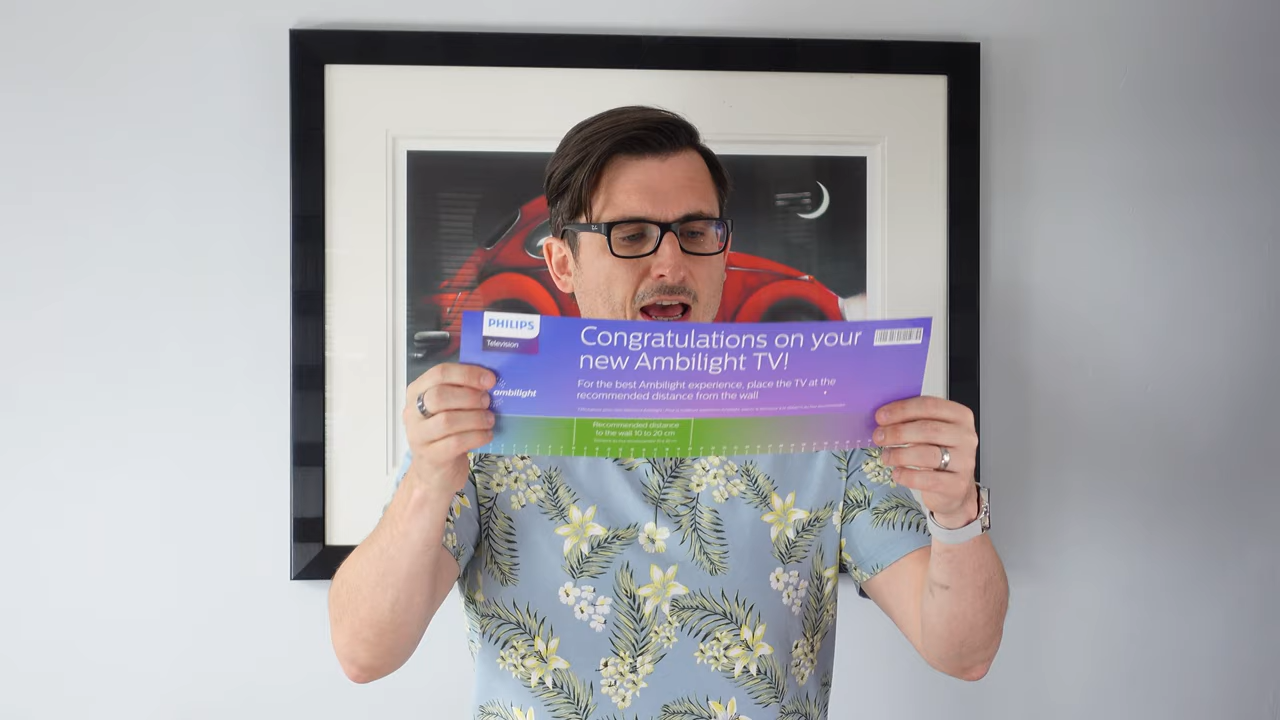 PHILIPS
Television
ambilight
Congratulations on your
new Ambilight TV!
For the best Ambilight experience, place the TV at the
recommended distance from the wall
Recommended distance
to the wall 10 to 20 cm